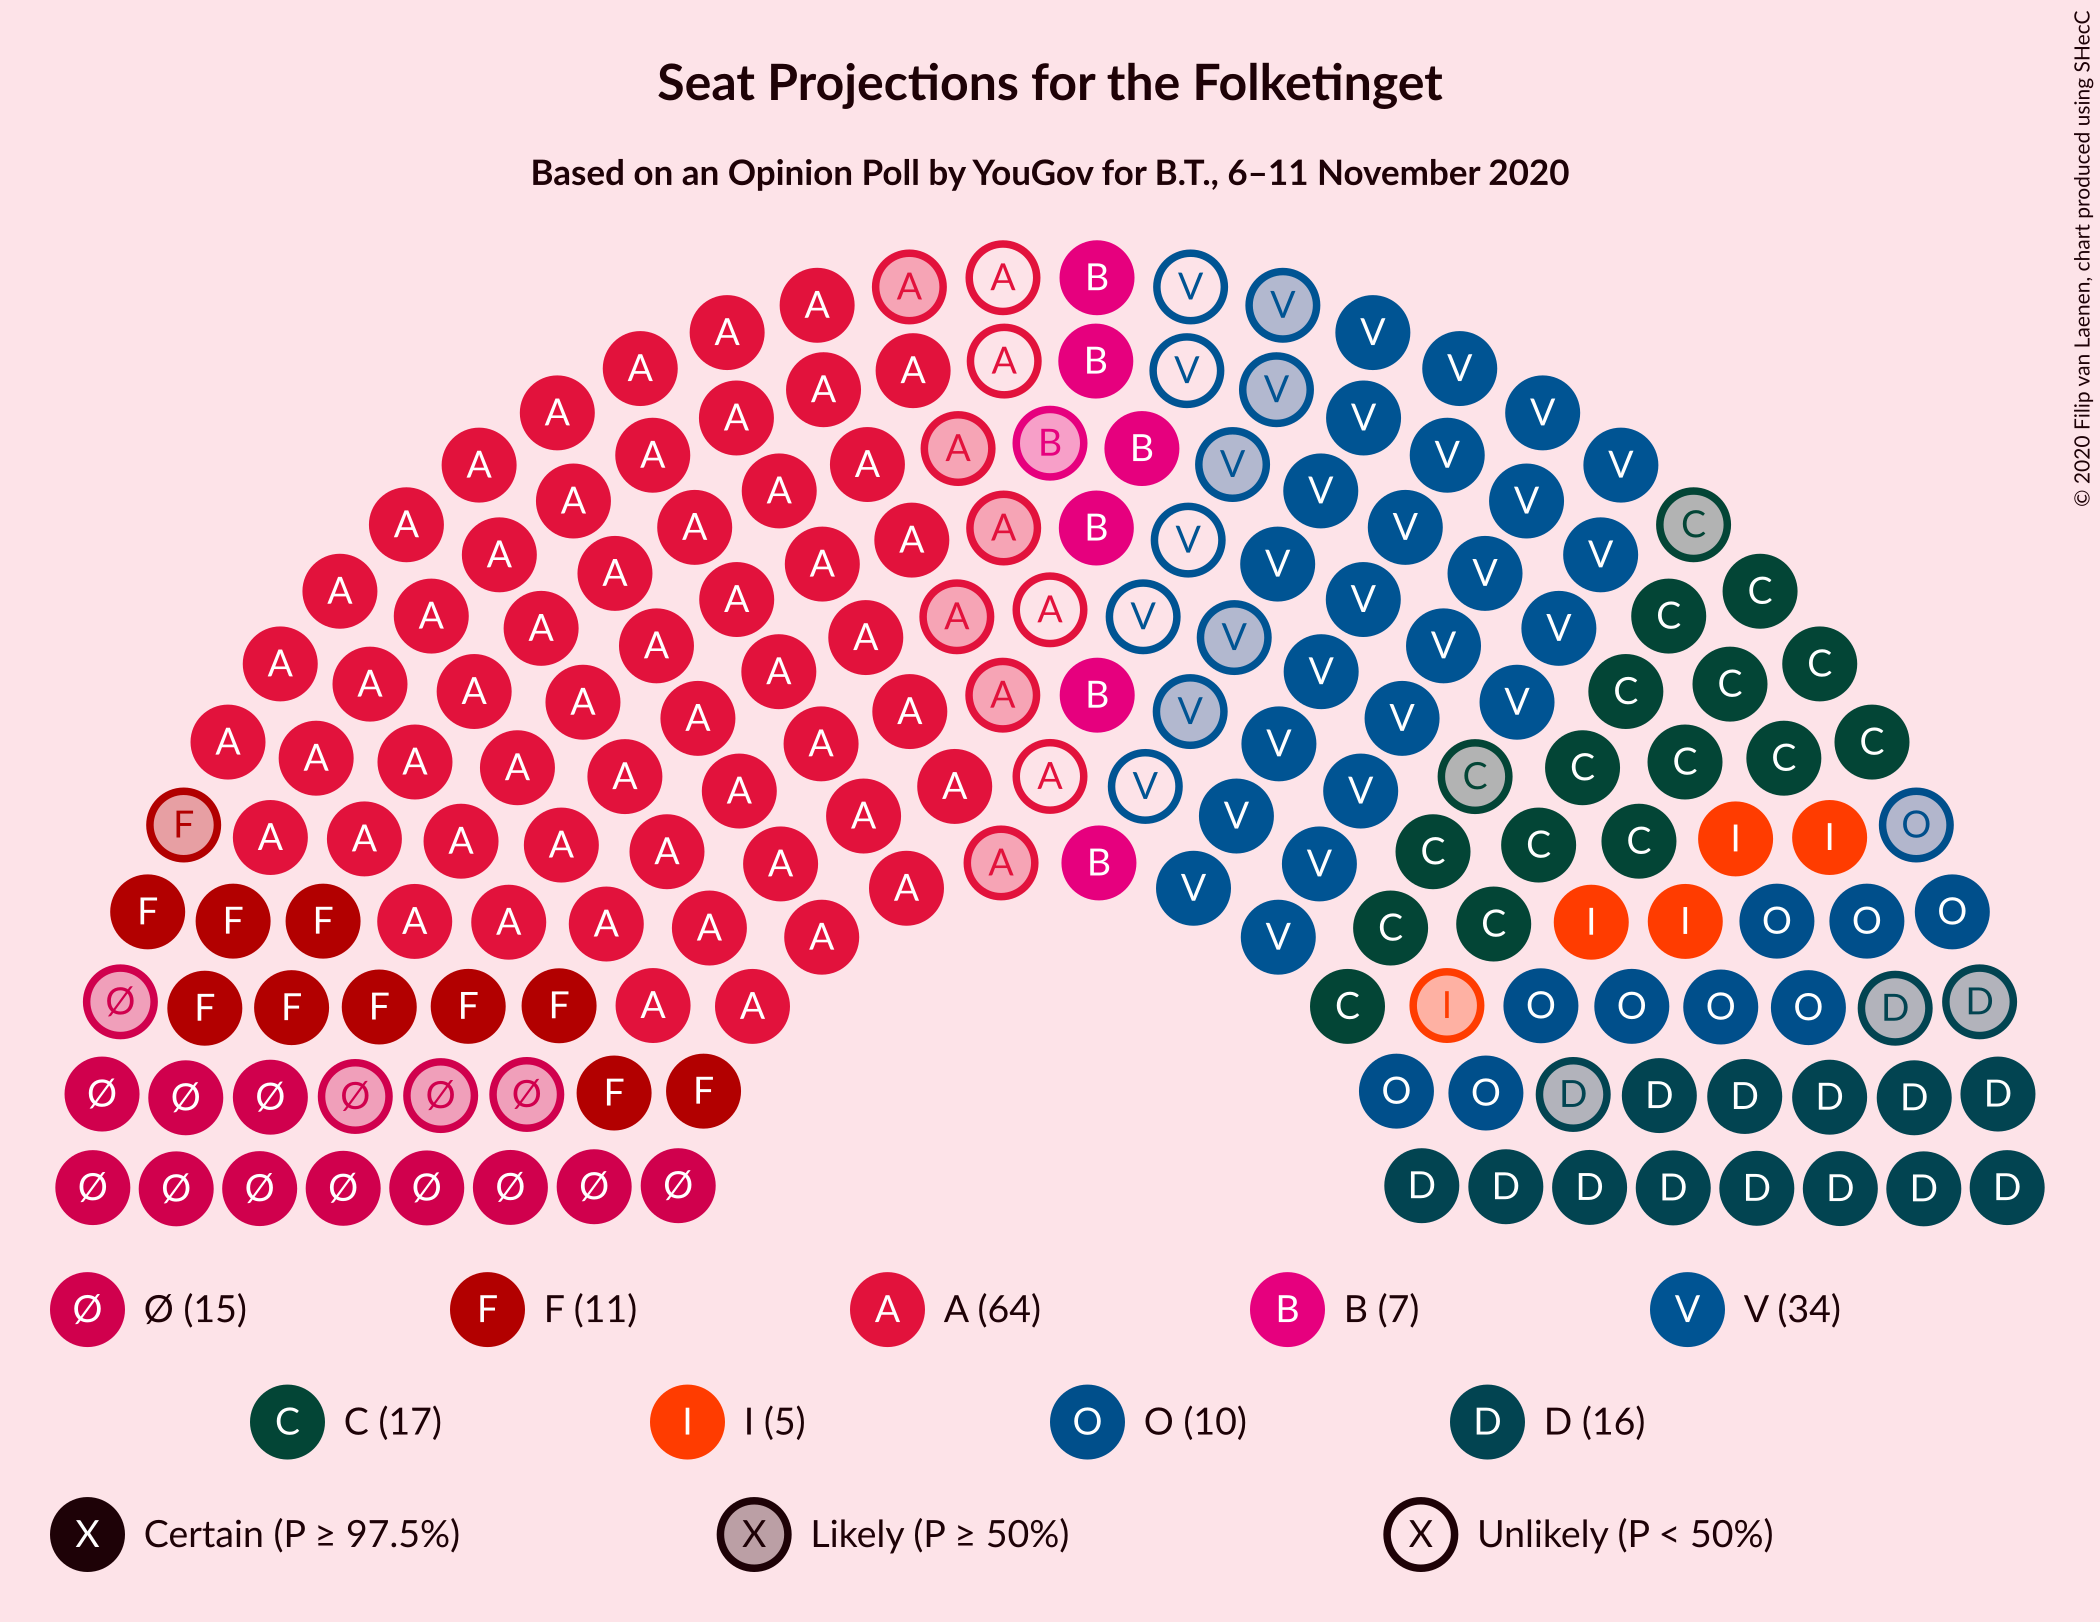 Seat Projections for the Folketinget
Based on an Opinion Poll by YouGov for B.T., 6–11 November 2020
© 2020 Filip van Laenen, chart produced using SHecC
A A B V V
A A V V
A A A B V V
A A V V V
A A B V
A A V V V
A A B V V
A A V V C
A A A V V
A A B V V
A A V V C
A A A V V C
A A A V V
A A V V C
A A A V V C
A A B V C
A A V V C
A A A V C C
F A A C I O
A A A C C I
A A A V C C
A A B V
F A A V O
F F A A C I O
F A A V C I O
Ø F F A C O D D
F F F A I O O O
Ø Ø Ø F O D D D
Ø Ø Ø F O D D D D D
Ø Ø Ø Ø Ø Ø Ø Ø D D D D D D D D
Ø Ø (15) F F (11) A A (64) B B (7) V V (34)
C C (17) I I (5) O O (10) D D (16)
X Certain (P ≥ 97.5%) X Likely (P ≥ 50%) X Unlikely (P < 50%)